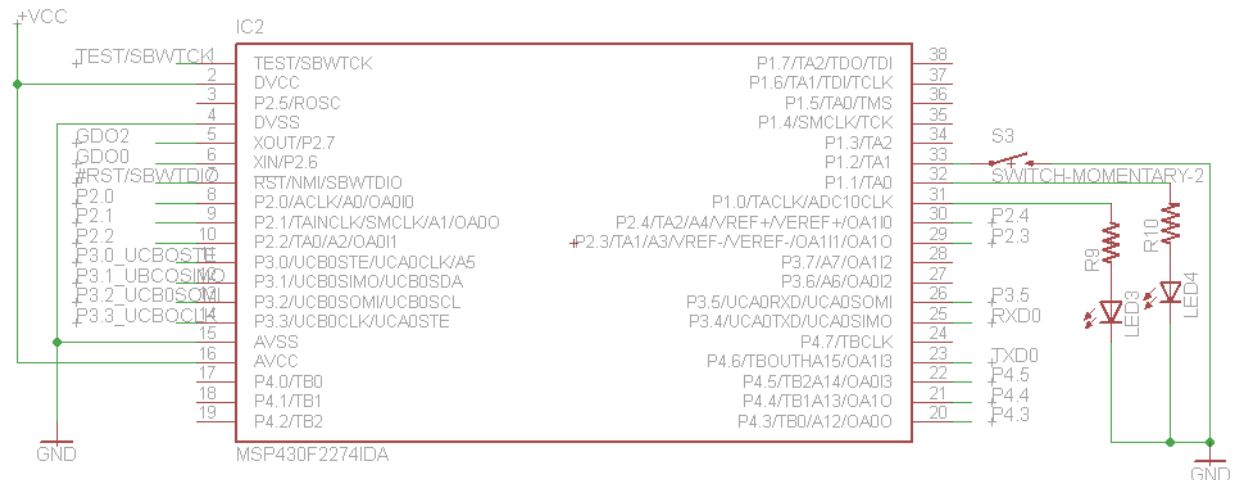 +VCC
IC2
TEST/SBWTCK 1 TEST/SBWTCK
2 DVCC
3 P2.5/ROSC
4 DVSS
GDO2 5 XOUT/P2.7
GDO0 6 XIN/P2.6
#RST/SBWTDIO 7 RST/NMI/SBWTDIO
P2.0 8 P2.0/ACLK/A0/OA0I0
P2.1 9 P2.1/TAINCLK/SMCLK/A1/OA0O
P2.2 10 P2.2/TA0/A2/OA0I1
P3.0_UCB0STE 11 P3.0/UCB0STE/UCA0CLK/A5
P3.1_UBCOSIMO 12 P3.1/UCB0SIMO/UCB0SDA
P3.2_UCB0SOMI 13 P3.2/UCB0SOMI/UCB0SCL
P3.3_UCB0CLK 14 P3.3/UCB0CLK/UCA0STE
15 AVSS
16 AVCC
17 P4.0/TB0
18 P4.1/TB1
19 P4.2/TB2
GND
MSP430F2274IDA
P1.7/TA2/TDO/TDI 38
P1.6/TA1/TDI/TCLK 37
P1.5/TA0/TMS 36
P1.4/SMCLK/TCK 35
P1.3/TA2 34
P1.2/TA1 33
P1.1/TA0 32
P1.0/TACLK/ADC10CLK 31
P2.4/TA2/A4/VREF+/VEREF+/OA1I0 30 P2.4
P2.3/TA1/A3/VREF-/VEREF-/OA1I1/OA1O 29 P2.3
P3.7/A7/OA1I2 28
P3.6/A6/OA0I2 27
P3.5/UCA0RXD/UCA0SOMI 26 P3.5
P3.4/UCA0TXD/UCA0SIMO 25 RXD0
P4.7/TBCLK 24
P4.6/TBOUTHA15/OA1I3 23 TXD0
P4.5/TB2A14/OA0I3 22 P4.5
P4.4/TB1A13/OA1O 21 P4.4
P4.3/TB0/A12/OA0O 20 P4.3
S3
SWITCH-MOMENTARY-2
R9
R10
LED3
LED4
GND